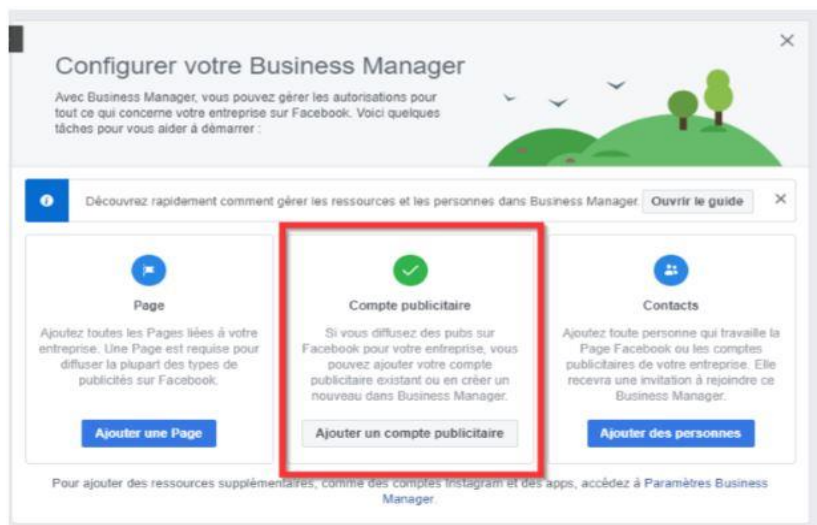 Configurer votre Business Manager
Avec Business Manager, vous pouvez gérer les autorisations pour
tout ce qui concerne votre entreprise sur Facebook. Voici quelques
tâches pour vous aider à démarrer :
Découvrez rapidement comment gérer les ressources et les personnes dans Business Manager. Ouvrir le guide
Page
Ajoutez toutes les Pages liées à votre
entreprise. Une Page est requise pour
diffuser la plupart des types de
publicités sur Facebook.
Ajouter une Page
Compte publicitaire
Si vous diffusez des pubs sur
Facebook pour votre entreprise, vous
pouvez ajouter votre compte
publicitaire existant ou en créer un
nouveau dans Business Manager.
Ajouter un compte publicitaire
Contacts
Ajoutez toute personne qui travaille la
Page Facebook ou les comptes
publicitaires de votre entreprise. Elle
recevra une invitation à rejoindre ce
Business Manager.
Ajouter des personnes
Pour ajouter des ressources supplémentaires, comme des comptes Instagram et des apps, accédez à Paramètres Business
Manager.